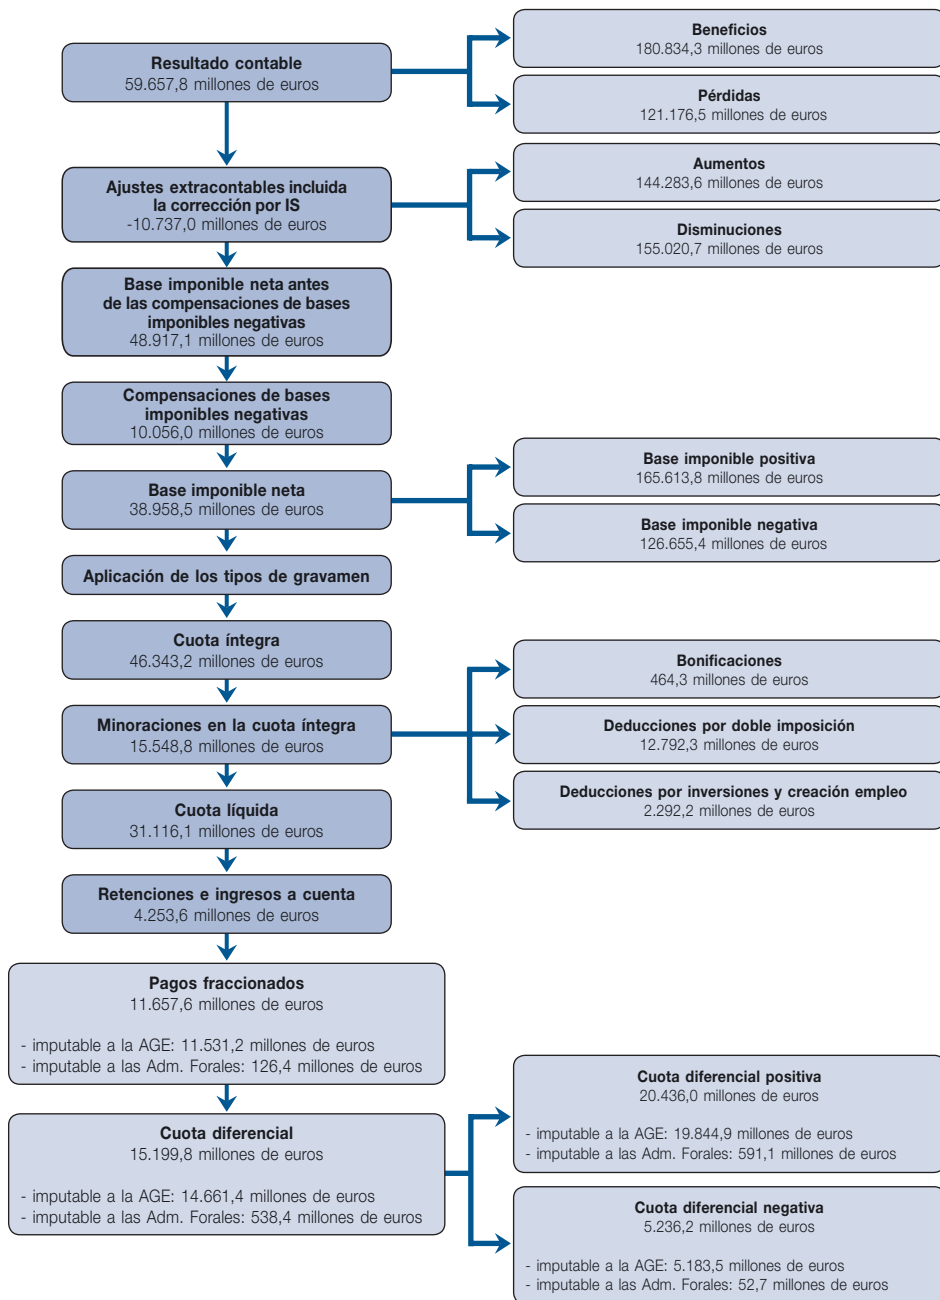 Resultado contable
59.657,8 millones de euros
Beneficios
180.834,3 millones de euros
Pérdidas
121.176,5 millones de euros
Ajustes extracontables incluida
la corrección por IS
-10.737,0 millones de euros
Aumentos
144.283,6 millones de euros
Disminuciones
155.020,7 millones de euros
Base imponible neta antes
de las compensaciones de bases
imponibles negativas
48.917,1 millones de euros
Compensaciones de bases
imponibles negativas
10.056,0 millones de euros
Base imponible neta
38.958,5 millones de euros
Base imponible positiva
165.613,8 millones de euros
Base imponible negativa
126.655,4 millones de euros
Aplicación de los tipos de gravamen
Cuota íntegra
46.343,2 millones de euros
Minoraciones en la cuota íntegra
15.548,8 millones de euros
Bonificaciones
464,3 millones de euros
Deducciones por doble imposición
12.792,3 millones de euros
Deducciones por inversiones y creación empleo
2.292,2 millones de euros
Cuota líquida
31.116,1 millones de euros
Retenciones e ingresos a cuenta
4.253,6 millones de euros
Pagos fraccionados
11.657,6 millones de euros
- imputable a la AGE: 11.531,2 millones de euros
- imputable a las Adm. Forales: 126,4 millones de euros
Cuota diferencial
15.199,8 millones de euros
- imputable a la AGE: 14.661,4 millones de euros
- imputable a las Adm. Forales: 538,4 millones de euros
Cuota diferencial positiva
20.436,0 millones de euros
- imputable a la AGE: 19.844,9 millones de euros
- imputable a las Adm. Forales: 591,1 millones de euros
Cuota diferencial negativa
5.236,2 millones de euros
- imputable a la AGE: 5.183,5 millones de euros
- imputable a las Adm. Forales: 52,7 millones de euros